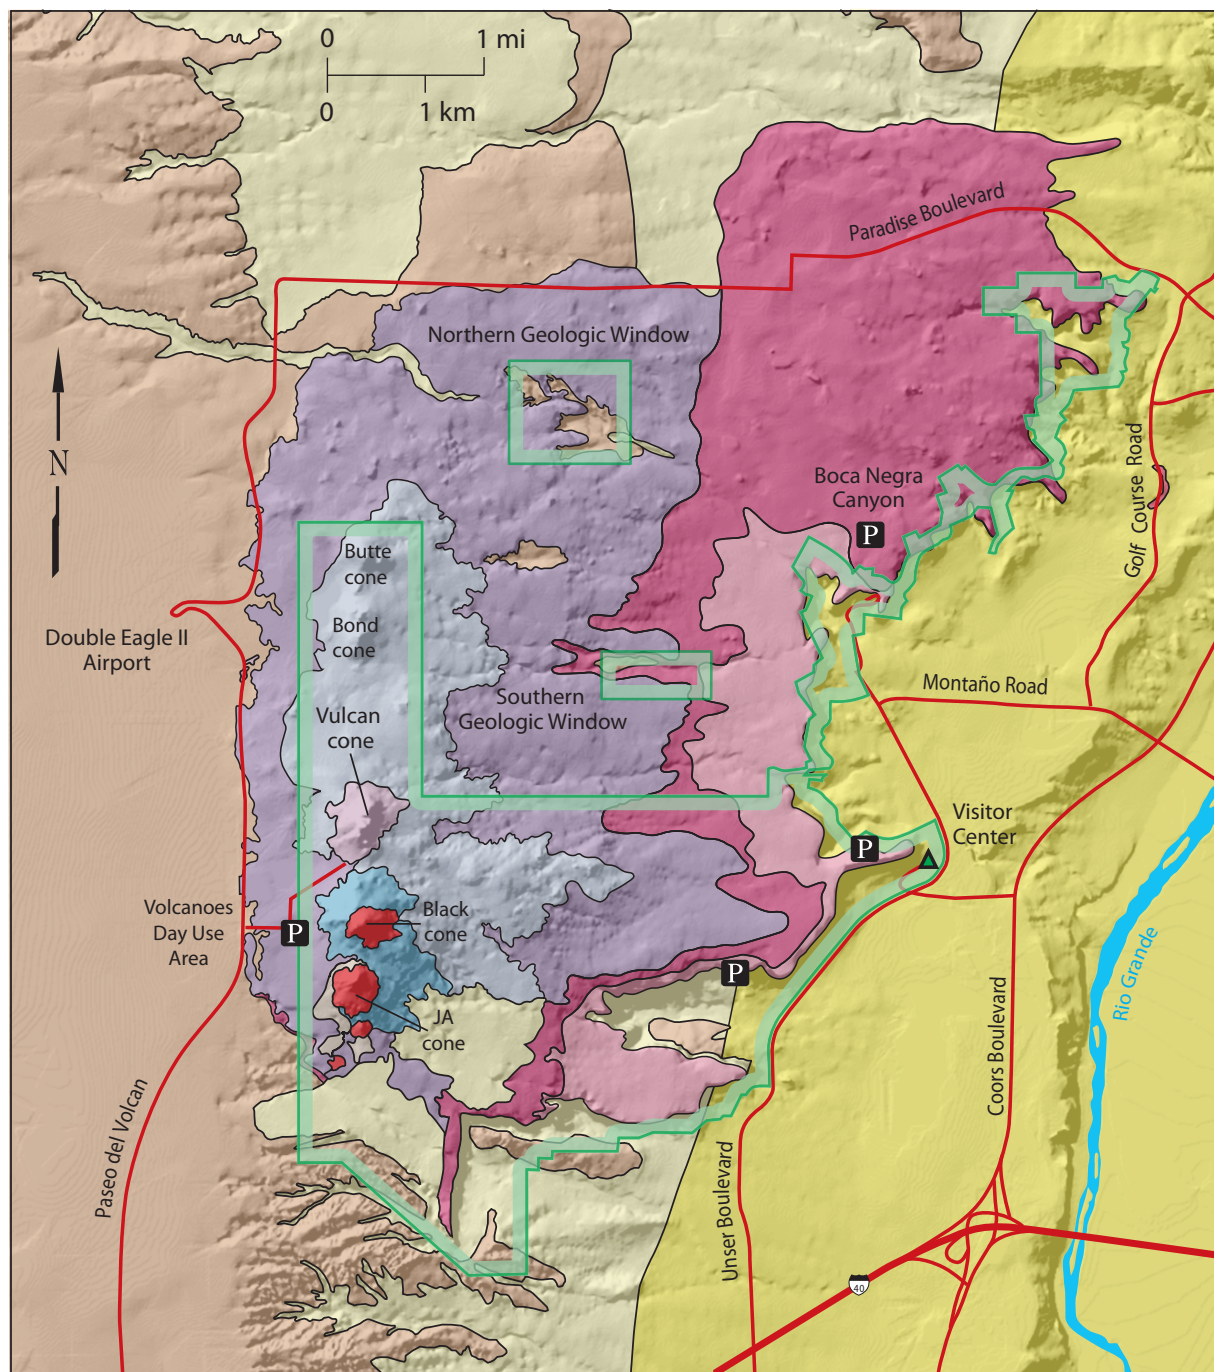 0 1 mi
0 1 km
Paradise Boulevard
Northern Geologic Window
N
Boca Negra
Canyon
P
Golf Course Road
Butte
cone
Bond
cone
Double Eagle II
Airport
Southern
Geologic Window
Montaño Road
Vulcan
cone
Visitor
Center
P
Volcanoes
Day Use
Area
P
Black
cone
P
Rio Grande
JA
cone
Coors Boulevard
Paseo del Volcan
Unser Boulevard
40